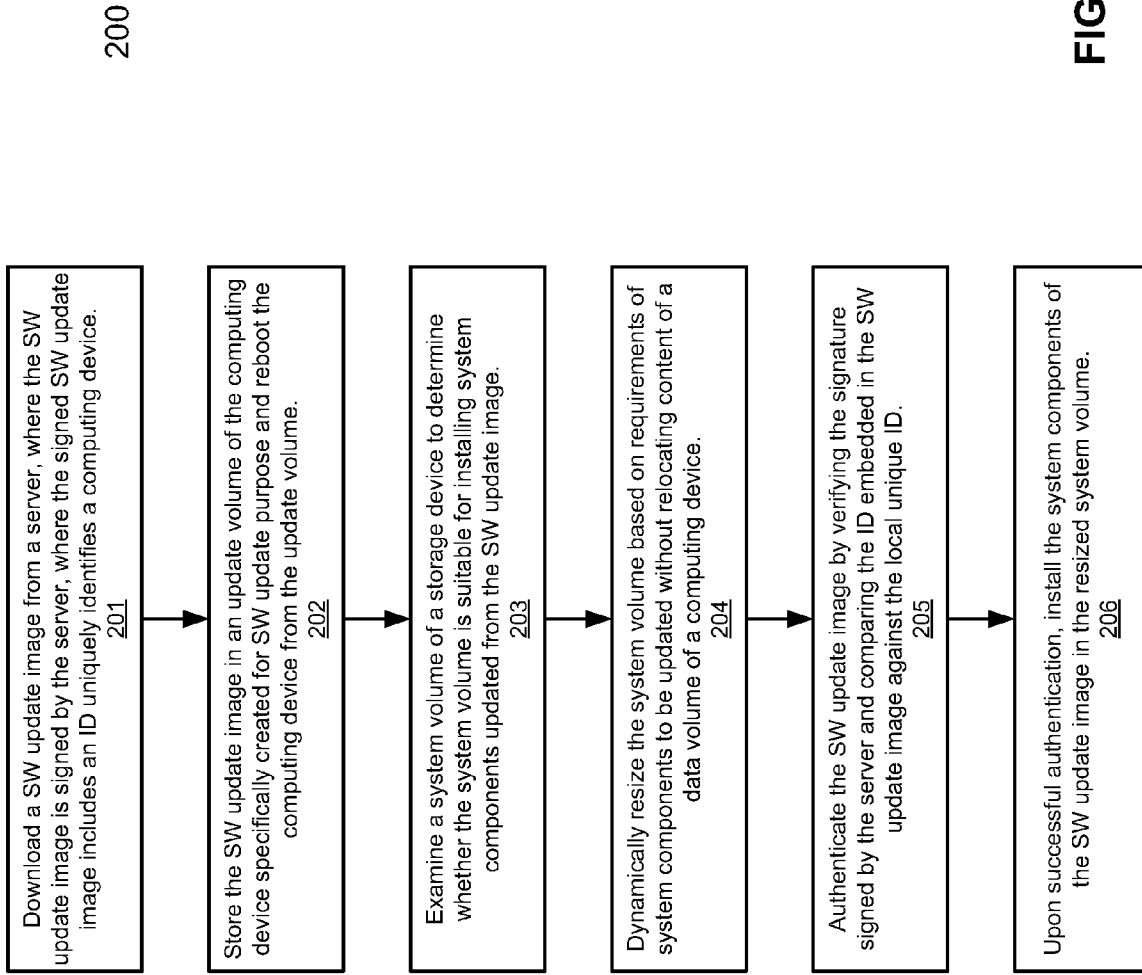 200
Download a SW update image from a server, where the SW
update image is signed by the server, where the signed SW update
image includes an ID uniquely identifies a computing device.
201
Store the SW update image in an update volume of the computing
device specifically created for SW update purpose and reboot the
computing device from the update volume.
202
Examine a system volume of a storage device to determine
whether the system volume is suitable for installing system
components updated from the SW update image.
203
Dynamically resize the system volume based on requirements of
system components to be updated without relocating content of a
data volume of a computing device.
204
Authenticate the SW update image by verifying the signature
signed by the server and comparing the ID embedded in the SW
update image against the local unique ID.
205
Upon successful authentication, install the system components of
the SW update image in the resized system volume.
206
FIG